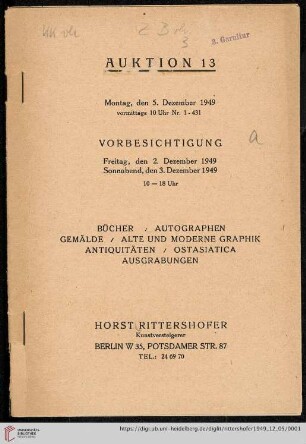 2. Garnitur
AUKTION 13
Montag, den 5. Dezember 1949
vormittags 10 Uhr Nr. 1-431
VORBESICHTIGUNG
a
Freitag, den 2. Dezember 1949
Sonnabend, den 3. Dezember 1949
10 — 18 Uhr
BÜCHER / AUTOGRAPHEN
GEMÄLDE / ALTE UND MODERNE GRAPHIK
ANTIQUITÄTEN / OSTASIATICA
AUSGRABUNGEN
HORST RITTERSHOFER
Kunstversteigerer
BERLIN W 35, POTSDAMER STR. 87
TEL.: 24 69 70
https://digi.ub.uni-heidelberg.de/diglit/rittershofer1949_12_05/0001